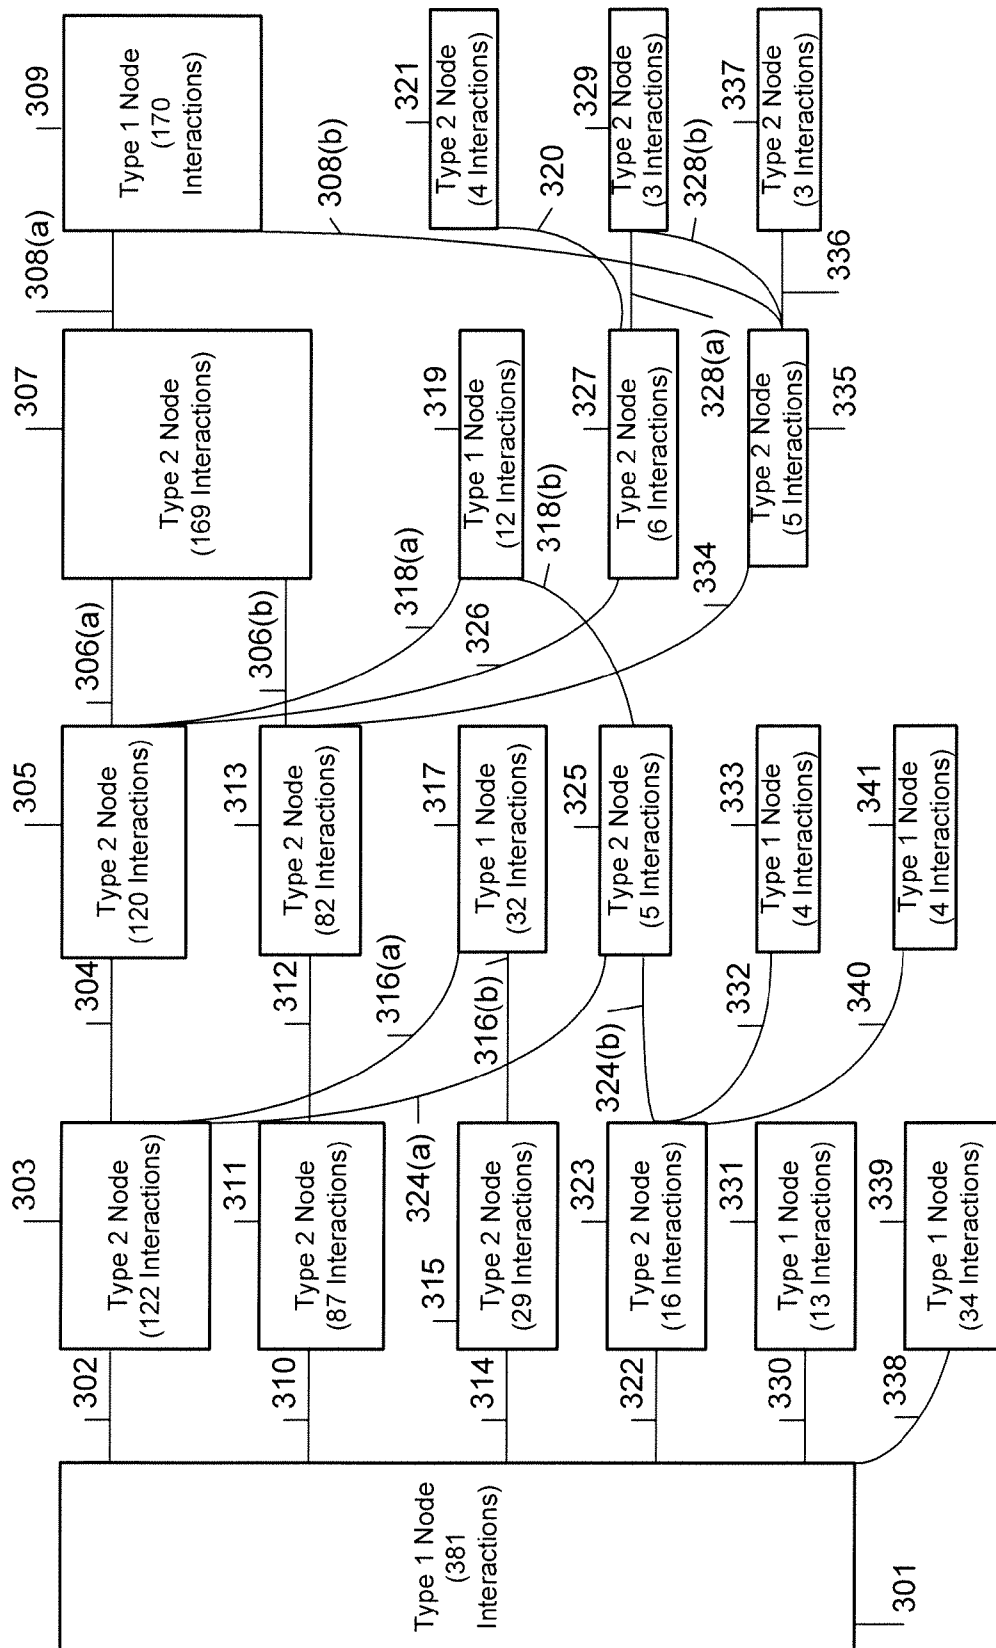 303
305
307
309
302
304
306(a)
308(a)
Type 2 Node
(122 Interactions)
Type 2 Node
(120 Interactions)
Type 2 Node
(169 Interactions)
Type 1 Node
(170
Interactions)
311
313
306(b)
308(b)
310
312
Type 2 Node
(87 Interactions)
Type 2 Node
(82 Interactions)
316(a)
318(a)
324(a)
315
317
319
321
Type 1 Node
(381
Interactions)
314
316(b)
326
Type 2 Node
(29 Interactions)
Type 1 Node
(32 Interactions)
Type 1 Node
(12 Interactions)
Type 2 Node
(4 Interactions)
318(b)
320
323
325
327
329
322
324(b)
Type 2 Node
(16 Interactions)
Type 2 Node
(5 Interactions)
Type 2 Node
(6 Interactions)
Type 2 Node
(3 Interactions)
334
328(a)
328(b)
331
333
337
330
332
Type 1 Node
(13 Interactions)
Type 1 Node
(4 Interactions)
Type 2 Node
(5 Interactions)
Type 2 Node
(3 Interactions)
335
336
339
341
338
340
301
Type 1 Node
(34 Interactions)
Type 1 Node
(4 Interactions)